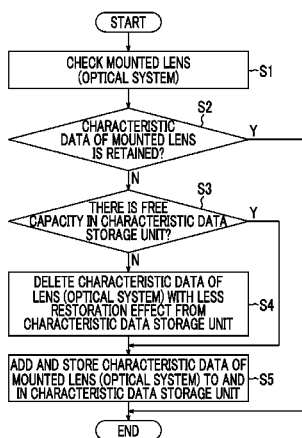 START
CHECK MOUNTED LENS
(OPTICAL SYSTEM)
S1
S2
CHARACTERISTIC
DATA OF MOUNTED LENS
IS RETAINED?
Y
N
S3
THERE IS FREE
CAPACITY IN CHARACTERISTIC DATA
STORAGE UNIT?
Y
N
DELETE CHARACTERISTIC DATA OF
LENS (OPTICAL SYSTEM) WITH LESS
RESTORATION EFFECT FROM
CHARACTERISTIC DATA STORAGE UNIT
S4
ADD AND STORE CHARACTERISTIC DATA OF
MOUNTED LENS (OPTICAL SYSTEM) TO AND
IN CHARACTERISTIC DATA STORAGE UNIT
S5
END